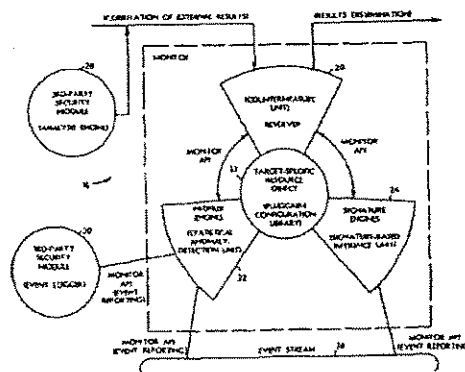 (CORRELATION OF EXTERNAL RESULTS)
(RESULTS DISSEMINATION)
MONITOR
28
3RD-PARTY
SECURITY
MODULE
(ANALYSIS ENGINE)
20
(COUNTERMEASURE
UNIT)
RESOLVER
MONITOR
API
MONITOR
API
16
32
TARGET-SPECIFIC
RESOURCE
OBJECT
(PLUGGABLE
CONFIGURATION
LIBRARY)
24
PROFILER
ENGINES
(STATISTICAL
ANOMALY
DETECTION UNIT)
22
SIGNATURE
ENGINES
(SIGNATURE-BASED
INFERENCE UNIT)
30
3RD-PARTY
SECURITY
MODULE
(EVENT LOGGER)
MONITOR
API
(EVENT
REPORTING)
MONITOR API
(EVENT REPORTING)
MONITOR API
(EVENT REPORTING)
EVENT STREAM